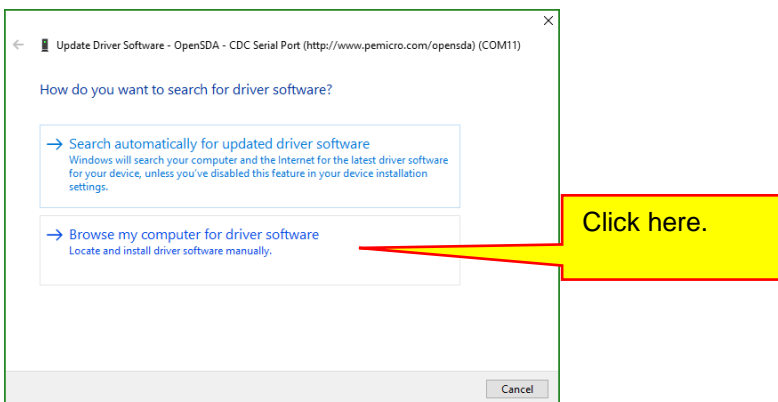 Update Driver Software - OpenSDA - CDC Serial Port (http://www.pemicro.com/opensda) (COM11)
How do you want to search for driver software?
Search automatically for updated driver software
Windows will search your computer and the Internet for the latest driver software
for your device, unless you've disabled this feature in your device installation
settings.
Browse my computer for driver software
Locate and install driver software manually.
Click here.
Cancel